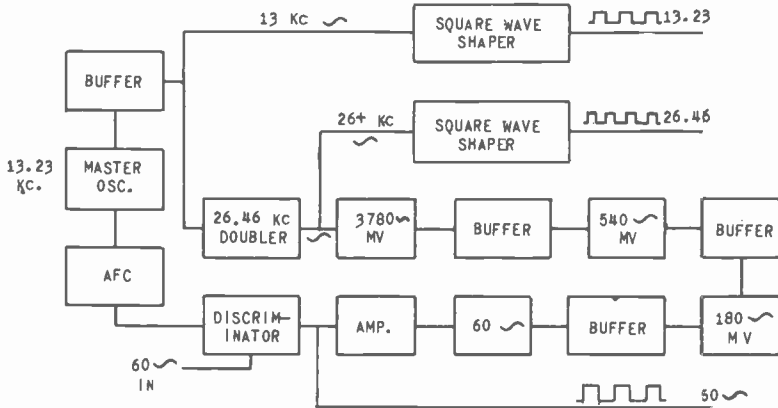 13 KC ~
SQUARE WAVE
SHAPER
13.23
BUFFER
26+ KC
~
SQUARE WAVE
SHAPER
26.46
13.23
KC.
MASTER
OSC.
26.46 KC
DOUBLER
~
3780~
MV
BUFFER
540~
MV
BUFFER
AFC
DISCRIM-
INATOR
AMP.
60 ~
BUFFER
180~
MV
60~
IN
50 ~